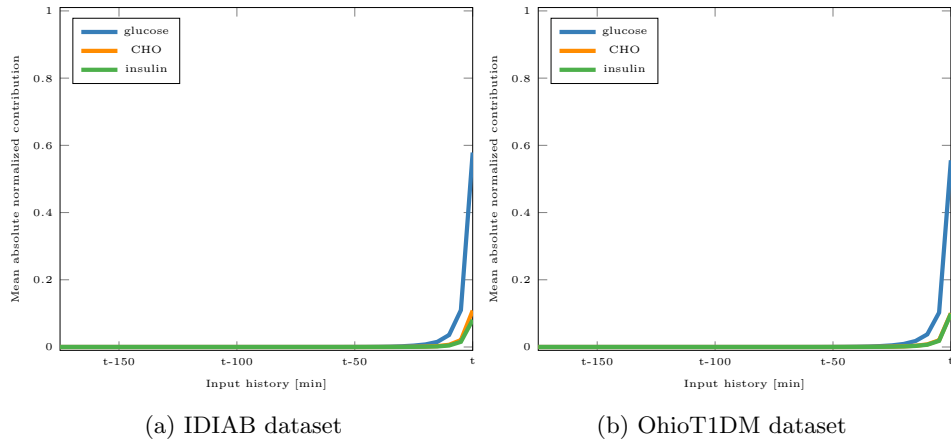 1
0.8
0.6
0.4
0.2
0
Mean absolute normalized contribution
glucose
CHO
insulin
t-150
t-100
t-50
t
Input history [min]
(a) IDIAB dataset
1
0.8
0.6
0.4
0.2
0
Mean absolute normalized contribution
glucose
CHO
insulin
t-150
t-100
t-50
t
Input history [min]
(b) OhioT1DM dataset